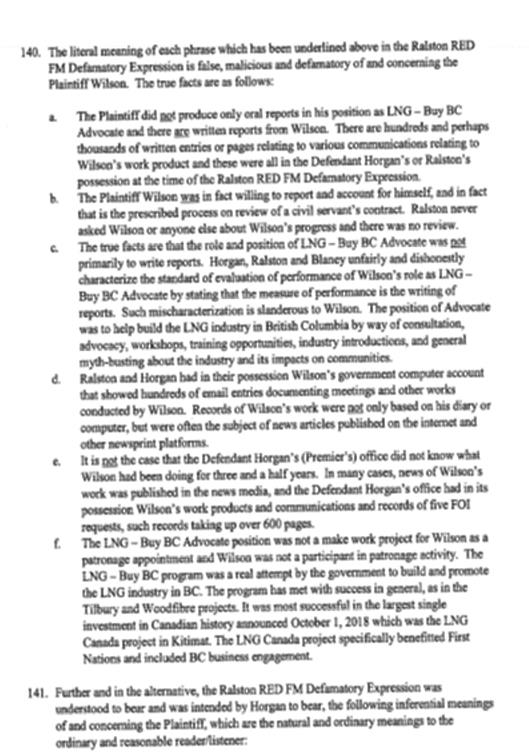 140. The literal meaning of each phrase which has been underlined above in the Ralston RED
FM Defamatory Expression is false, malicious and defamatory of and concerning the
Plaintiff Wilson. The true facts are as follows:
a. The Plaintiff did not produce only oral reports in his position as LNG – Buy BC
Advocate and there are written reports from Wilson. There are hundreds and perhaps
thousands of written entries or pages relating to various communications relating to
Wilson's work product and these were all in the Defendant Horgan's or Ralston's
possession at the time of the Ralston RED FM Defamatory Expression.
b. The Plaintiff Wilson was in fact willing to report and account for himself, and in fact
that is the prescribed process on review of a civil servant's contract. Ralston never
asked Wilson or anyone else about Wilson's progress and there was no review.
c. The true facts are that the role and position of LNG – Buy BC Advocate was not
primarily to write reports. Horgan, Ralston and Blaney unfairly and dishonestly
characterize the standard of evaluation of performance of Wilson's role as LNG –
Buy BC Advocate by stating that the measure of performance is the writing of
reports. Such mischaracterization is slanderous to Wilson. The position of Advocate
was to help build the LNG industry in British Columbia by way of consultation,
advocacy, workshops, training opportunities, industry introductions, and general
myth-busting about the industry and its impacts on communities.
d. Ralston and Horgan had in their possession Wilson's government computer account
that showed hundreds of email entries documenting meetings and other works
conducted by Wilson. Records of Wilson's work were not only based on his diary or
computer, but were often the subject of news articles published on the internet and
other newsprint platforms.
e. It is not the case that the Defendant Horgan's (Premier's) office did not know what
Wilson had been doing for three and a half years. In many cases, news of Wilson's
work was published in the news media, and the Defendant Horgan's office had in its
possession Wilson's work products and communications and records of five FOI
requests, such records taking up over 600 pages.
f. The LNG – Buy BC Advocate position was not a make work project for Wilson as a
patronage appointment and Wilson was not a participant in patronage activity. The
LNG – Buy BC program was a real attempt by the government to build and promote
the LNG industry in BC. The program has met with success in general, as in the
Tilbury and Woodfibre projects. It was most successful in the largest single
investment in Canadian history announced October 1, 2018 which was the LNG
Canada project in Kitimat. The LNG Canada project specifically benefitted First
Nations and included BC business engagement.
141. Further and in the alternative, the Ralston RED FM Defamatory Expression was
understood to bear and was intended by Horgan to bear, the following inferential meanings
of and concerning the Plaintiff, which are the natural and ordinary meanings to the
ordinary and reasonable reader/listener: